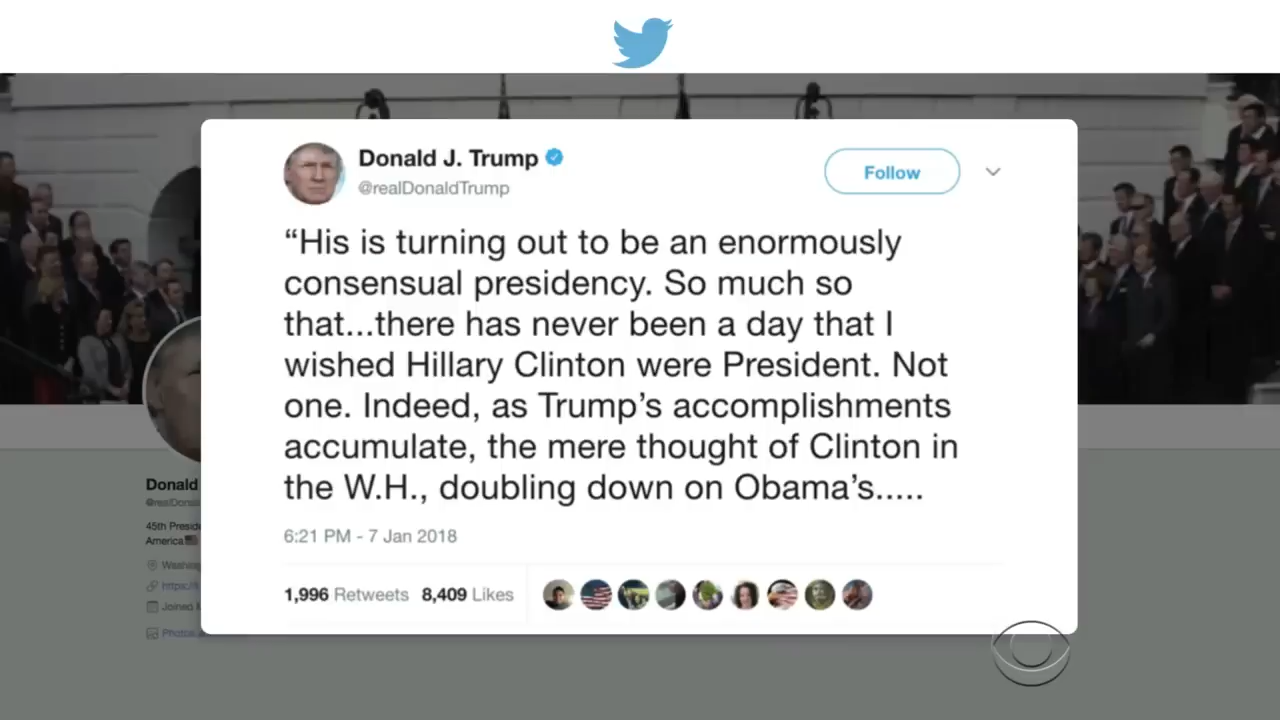 Donald J. Trump
@realDonaldTrump
Follow
“His is turning out to be an enormously
consensual presidency. So much so
that...there has never been a day that I
wished Hillary Clinton were President. Not
one. Indeed, as Trump’s accomplishments
accumulate, the mere thought of Clinton in
the W.H., doubling down on Obama’s.....
6:21 PM - 7 Jan 2018
1,996 Retweets 8,409 Likes
Donald
45th
America
Joined